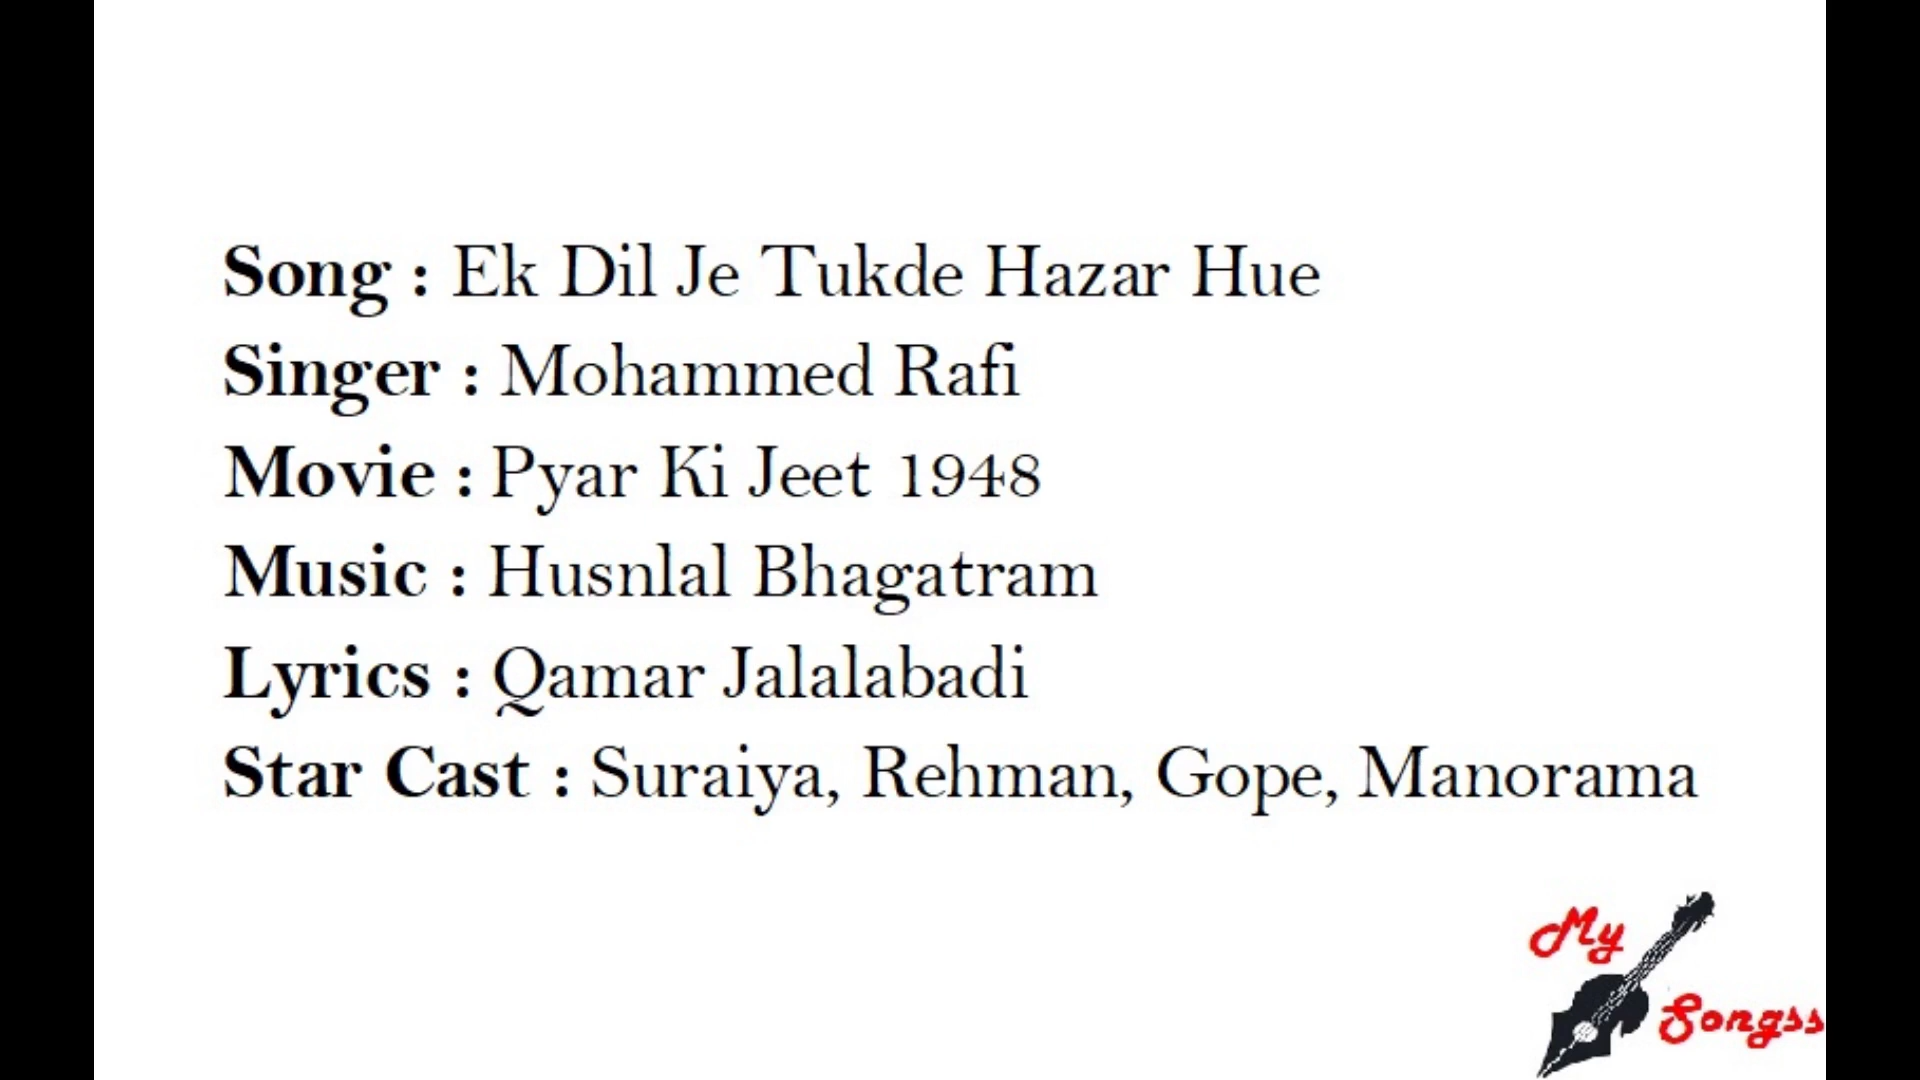 Song : Ek Dil Je Tukde Hazar Hue
Singer : Mohammed Rafi
Movie : Pyar Ki Jeet 1948
Music : Husnlal Bhagatram
Lyrics : Qamar Jalalabadi
Star Cast : Suraiya, Rehman, Gope, Manorama
My
Songss